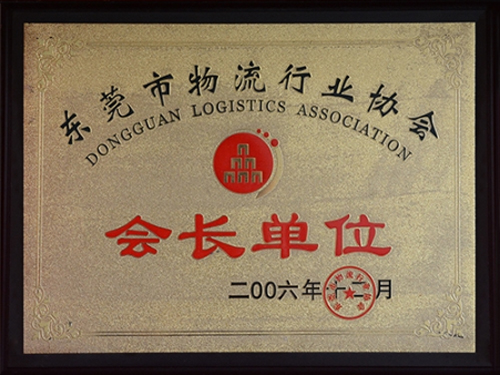 东莞市物流行业协会
DONGGUAN LOGISTICS ASSOCIATION
会长单位
二00六年十二月